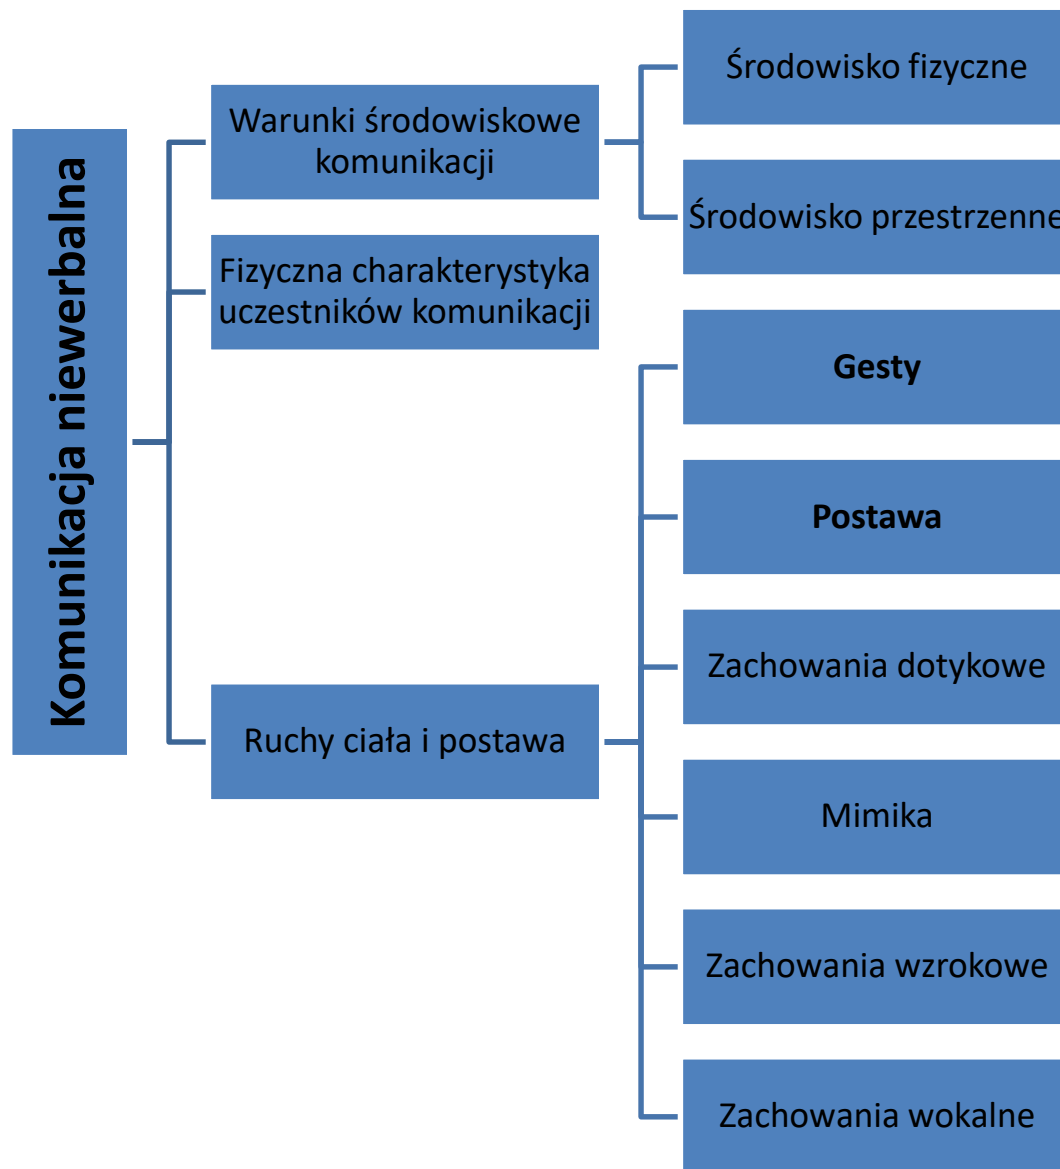 Komunikacja niewerbalna
Warunki środowiskowe
komunikacji
Środowisko fizyczne
Środowisko przestrzenne
Fizyczna charakterystyka
uczestników komunikacji
Ruchy ciała i postawa
Gesty
Postawa
Zachowania dotykowe
Mimika
Zachowania wzrokowe
Zachowania wokalne